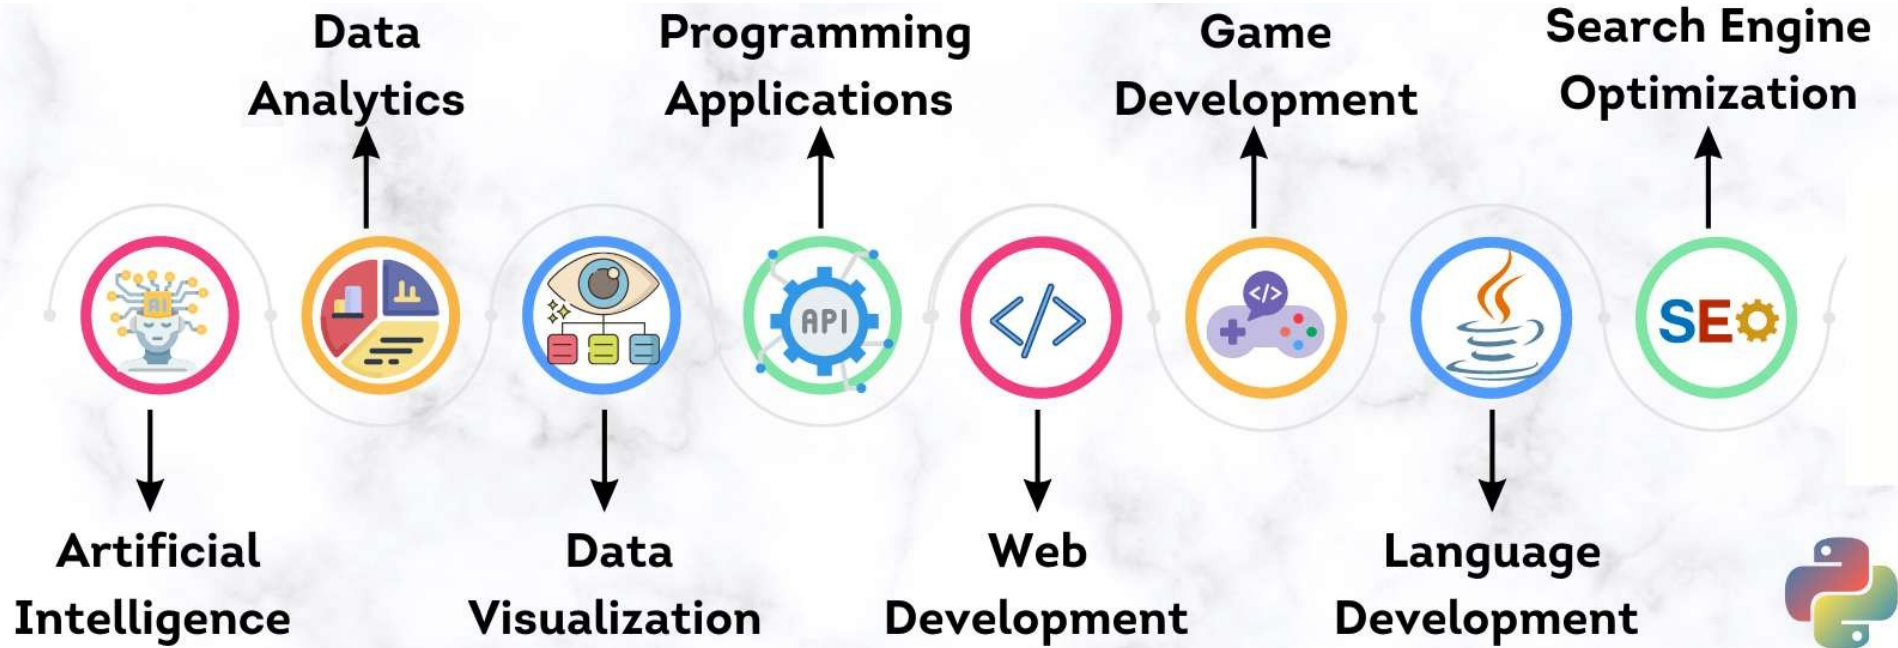 Data
Analytics
Programming
Applications
Game
Development
Search Engine
Optimization
AI
API
</>
</>
SEO
Artificial
Intelligence
Data
Visualization
Web
Development
Language
Development